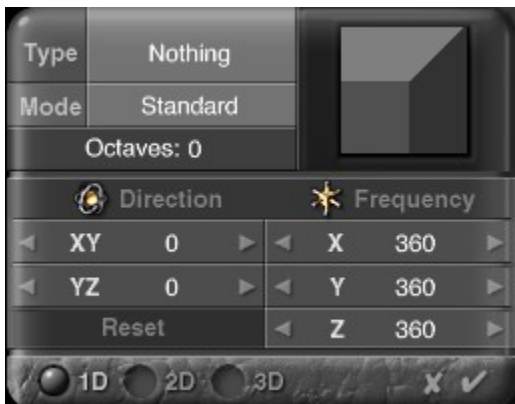 Type Nothing
Mode Standard
Octaves: 0
Direction Frequency
XY 0 X 360
YZ 0 Y 360
Reset Z 360
1D 2D 3D